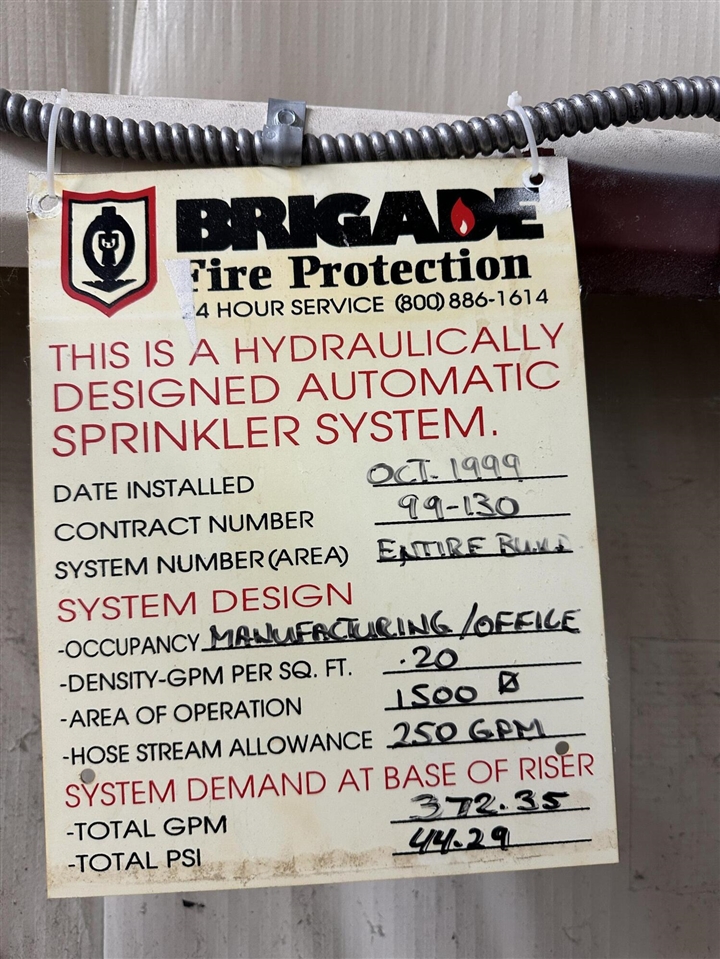 BRIGADE
Fire Protection
4 HOUR SERVICE (800) 886-1614
THIS IS A HYDRAULICALLY
DESIGNED AUTOMATIC
SPRINKLER SYSTEM.
DATE INSTALLED OCT. 1999
CONTRACT NUMBER 99-130
SYSTEM NUMBER (AREA) ENTIRE
SYSTEM DESIGN
-OCCUPANCY MANUFACTURING/OFFICE
-DENSITY-GPM PER SQ. FT. .20
-AREA OF OPERATION 1500
-HOSE STREAM ALLOWANCE 250 GPM
SYSTEM DEMAND AT BASE OF RISER
-TOTAL GPM 372.35
-TOTAL PSI 44.29